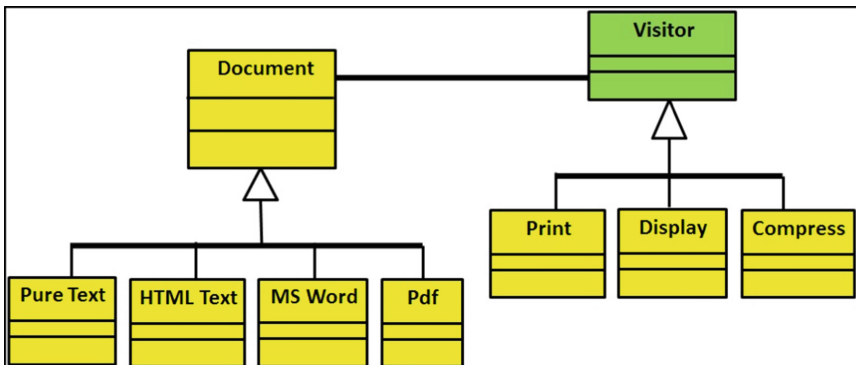 Visitor
Document
Print
Display
Compress
Pure Text
HTML Text
MS Word
Pdf